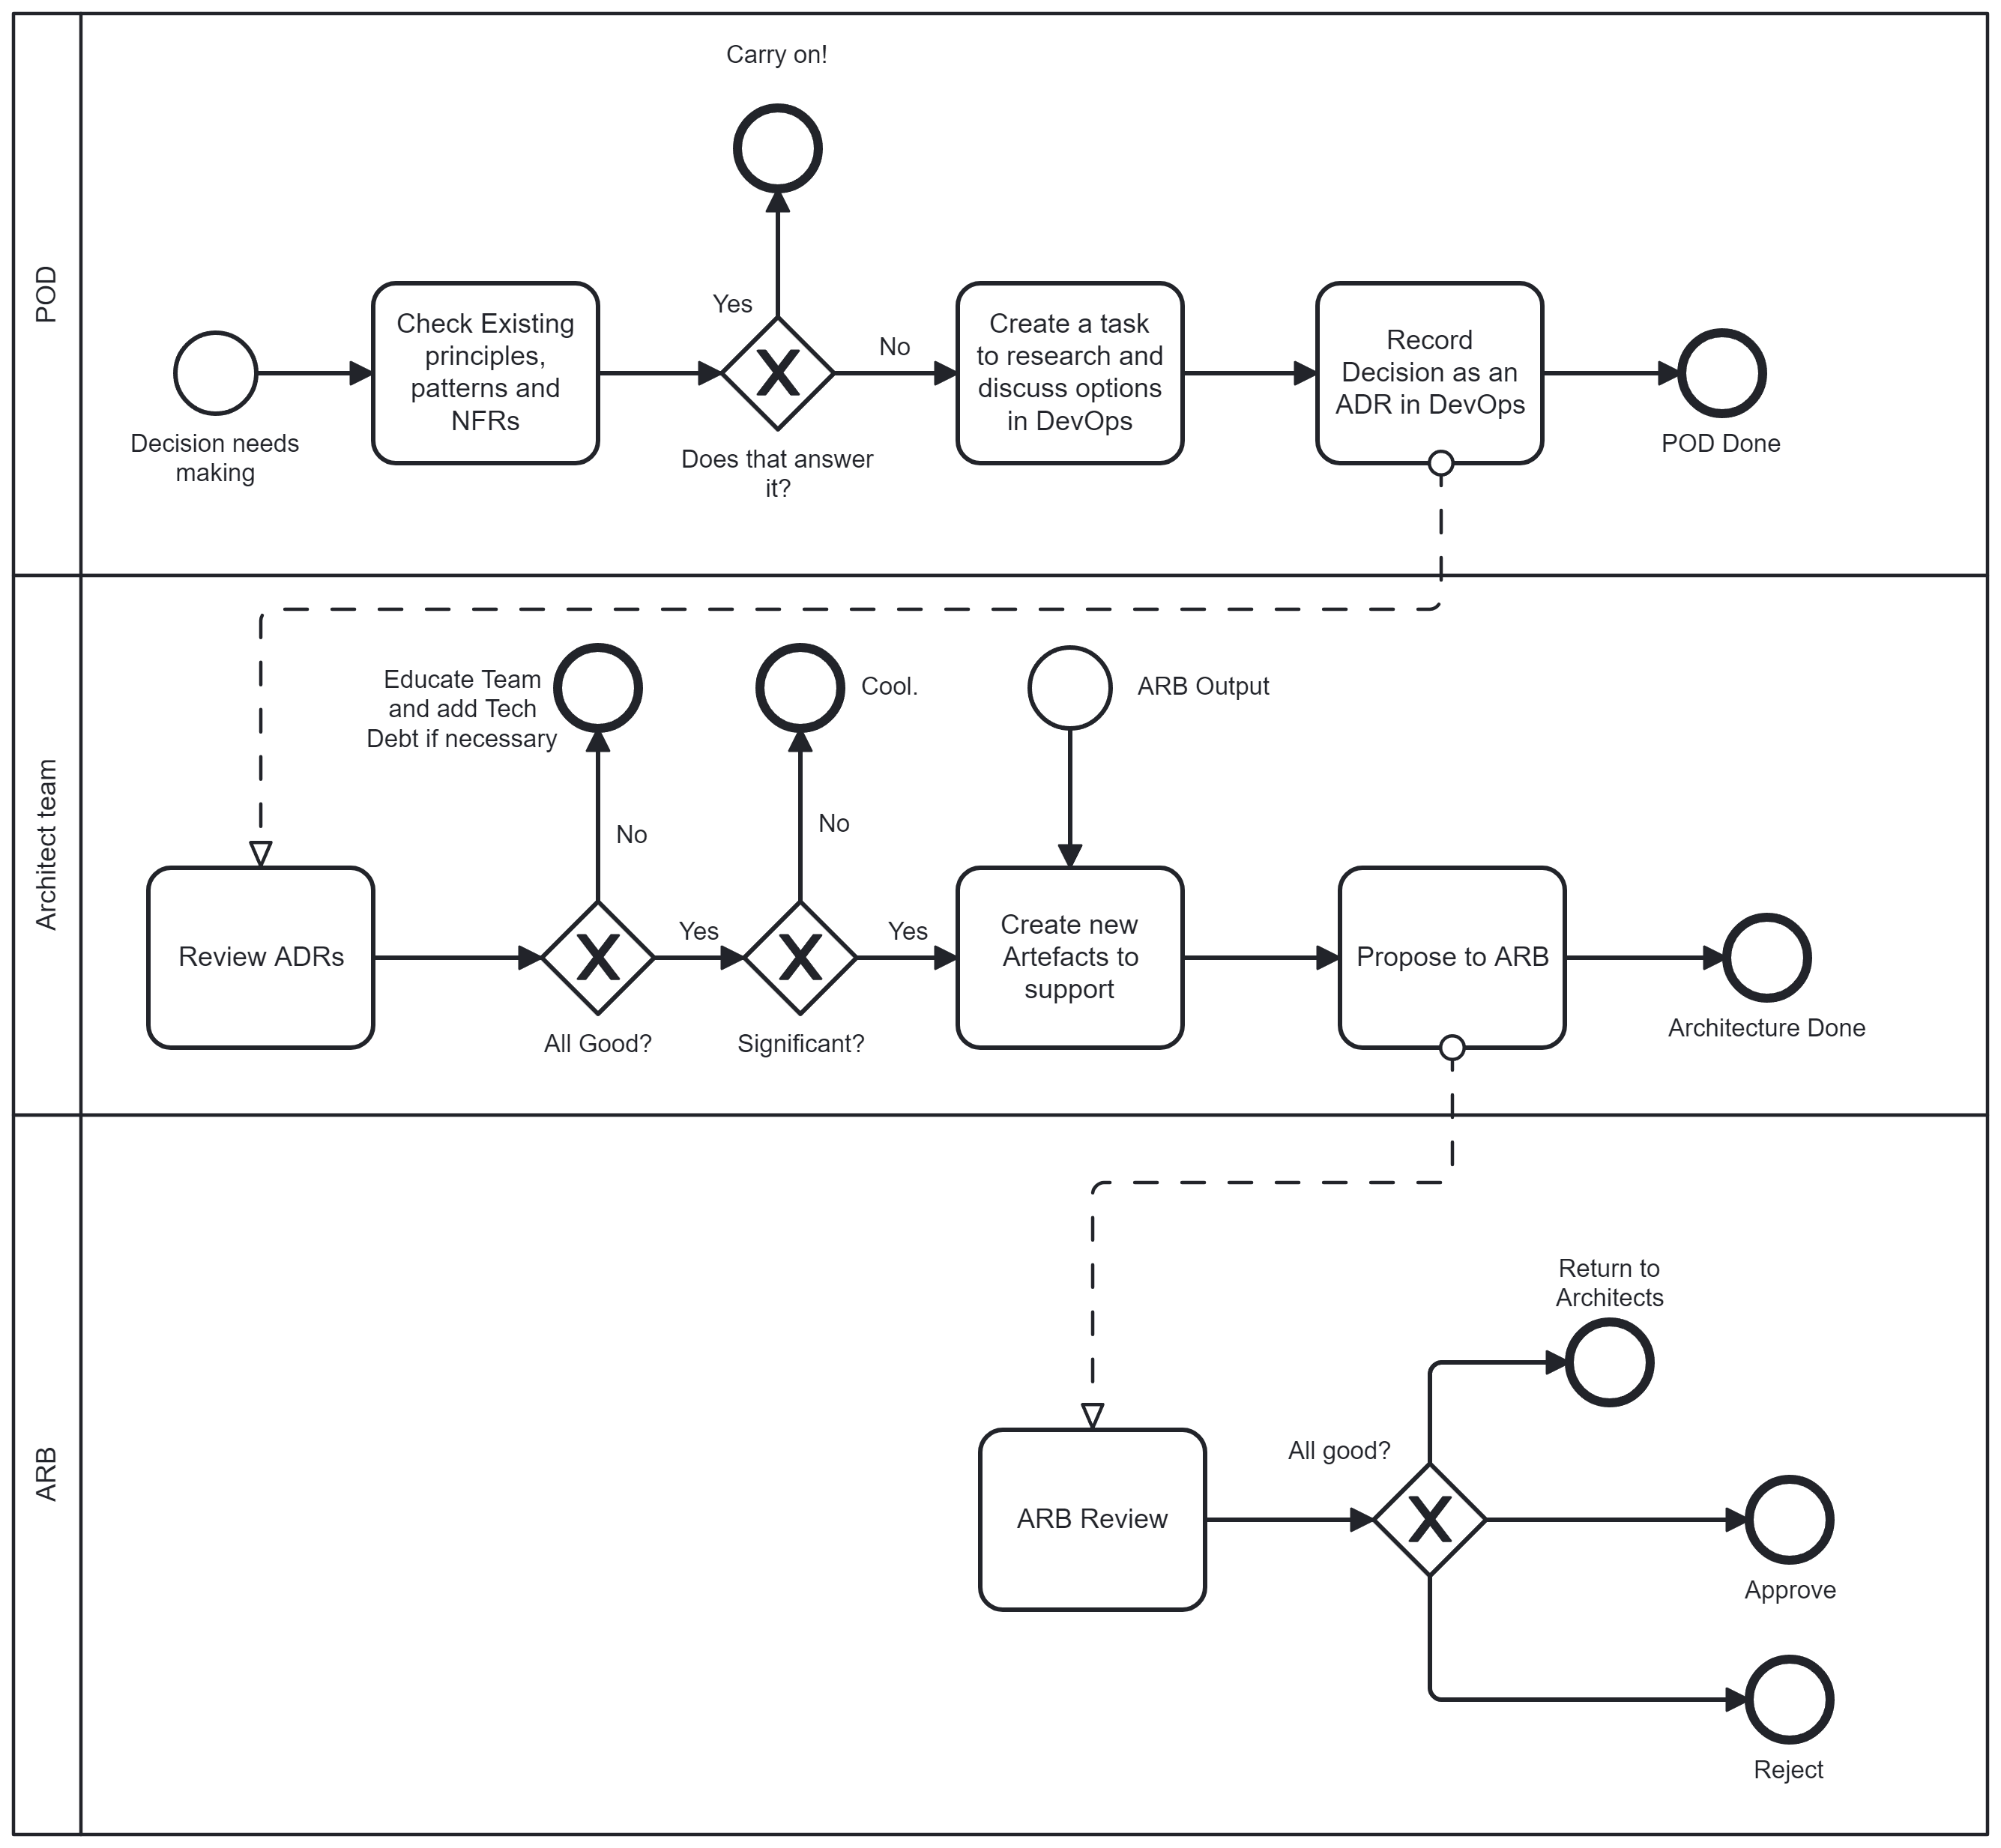 POD
Carry on!
Decision needs
making
Check Existing
principles,
patterns and
NFRs
Yes
X
No
Does that answer
it?
Create a task
to research and
discuss options
in DevOps
Record
Decision as an
ADR in DevOps
POD Done
Architect team
Educate Team
and add Tech
Debt if necessary
Cool.
ARB Output
No
No
Review ADRs
X
Yes
X
Yes
All Good?
Significant?
Create new
Artefacts to
support
Propose to ARB
Architecture Done
ARB
Return to
Architects
All good?
ARB Review
X
Approve
Reject